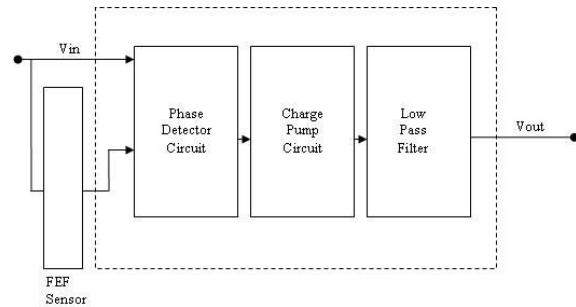 Vin
Phase
Detector
Circuit
Charge
Pump
Circuit
Low
Pass
Filter
Vout
FEF
Sensor